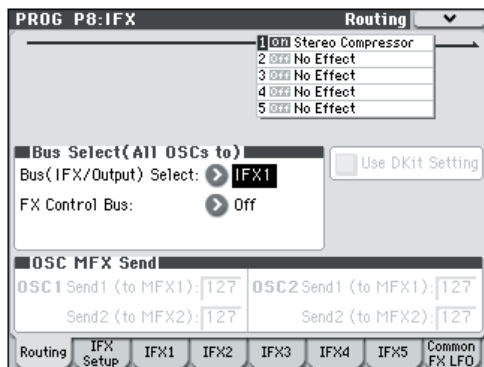 PROG P8:IFX Routing
1 On Stereo Compressor
2 Off No Effect
3 Off No Effect
4 Off No Effect
5 Off No Effect
Bus Select(All OSCs to)
Bus(IFX/Output) Select: IFX1
Use DKit Setting
FX Control Bus: Off
OSC MFX Send
OSC1 Send1 (to MFX1): 127 OSC2 Send1 (to MFX1): 127
Send2 (to MFX2): 127 Send2 (to MFX2): 127
Routing IFX Setup IFX1 IFX2 IFX3 IFX4 IFX5 Common FX LFO